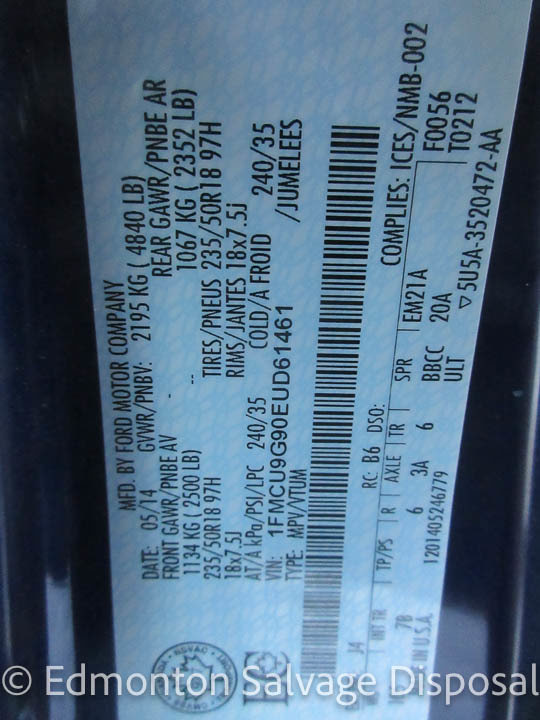 MFD. BY FORD MOTOR COMPANY
DATE: 05/14 GVWR/PNBV: 2195 KG ( 4840 LB)
FRONT GAWR/PNBE AV REAR GAWR/PNBE AR
1134 KG ( 2500 LB) 1067 KG ( 2352 LB)
235/50R18 97H TIRES/PNEUS 235/50R18 97H
18x7.5J RIMS/JANTES 18x7.5J
AT/A kPa/PSI/LPC 240/35 COLD/A FROID 240/35
VIN: 1FMCU9G90EUD61461 /JUMELEES
TYPE: MPV/VTUM
COMPLIES: ICES/NMB-002
RC: B6 DSO: F0056
J4 T0212
INT TR TP/PS R AXLE TR SPR EM21A
7B 6 3A 6 BBCC 20A
IN U.S.A. 1201405246779 ULT ▽5U5A-3520472-AA
© Edmonton Salvage Disposal